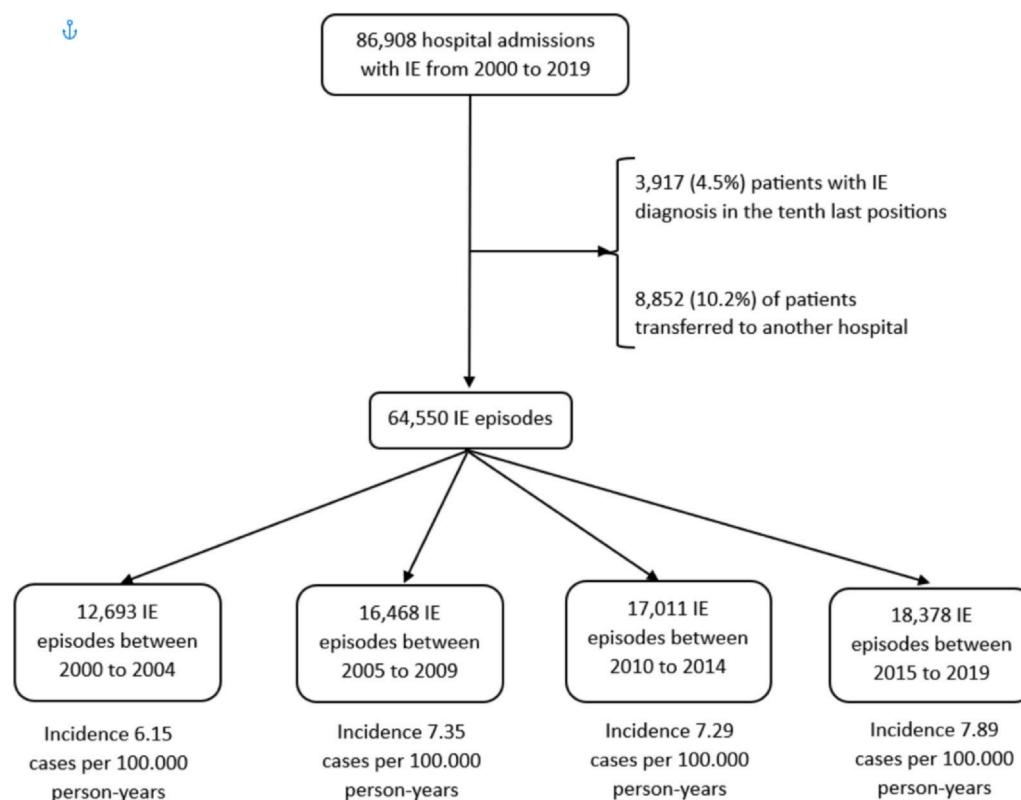 86,908 hospital admissions
with IE from 2000 to 2019
3,917 (4.5%) patients with IE
diagnosis in the tenth last positions
8,852 (10.2%) of patients
transferred to another hospital
64,550 IE episodes
12,693 IE
episodes between
2000 to 2004
16,468 IE
episodes between
2005 to 2009
17,011 IE
episodes between
2010 to 2014
18,378 IE
episodes between
2015 to 2019
Incidence 6.15
cases per 100.000
person-years
Incidence 7.35
cases per 100.000
person-years
Incidence 7.29
cases per 100.000
person-years
Incidence 7.89
cases per 100.000
person-years